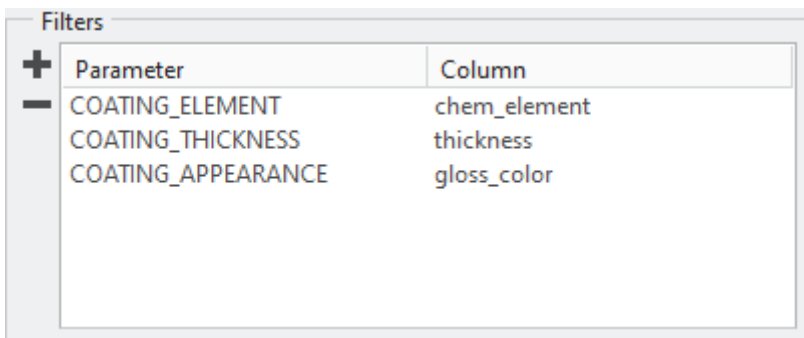 Filters
Parameter Column
COATING_ELEMENT chem_element
COATING_THICKNESS thickness
COATING_APPEARANCE gloss_color